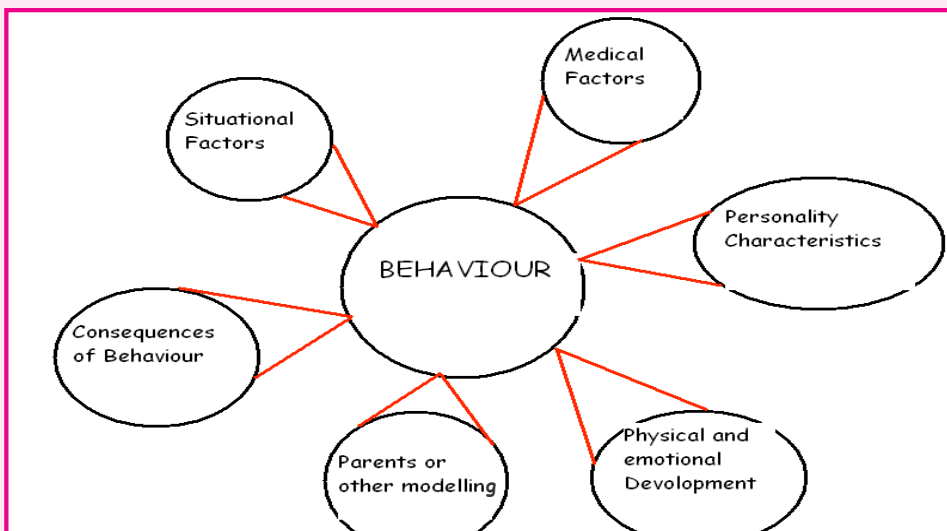 Medical
Factors
Situational
Factors
Personality
Characteristics
BEHAVIOUR
Consequences
of Behaviour
Physical and
emotional
Devolopment
Parents or
other modelling